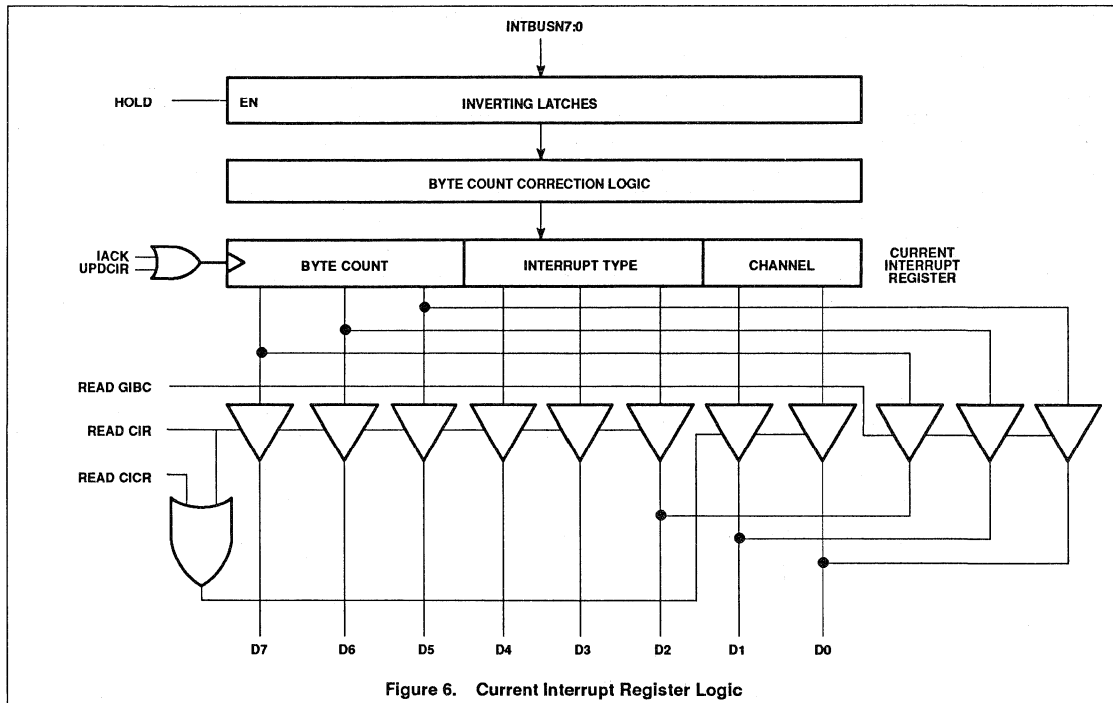 INTBUSN7:0
HOLD
EN
INVERTING LATCHES
BYTE COUNT CORRECTION LOGIC
IACK
UPDCIR
BYTE COUNT
INTERRUPT TYPE
CHANNEL
CURRENT
INTERRUPT
REGISTER
READ GIBC
READ CIR
READ CICR
D7
D6
D5
D4
D3
D2
D1
D0
Figure 6. Current Interrupt Register Logic